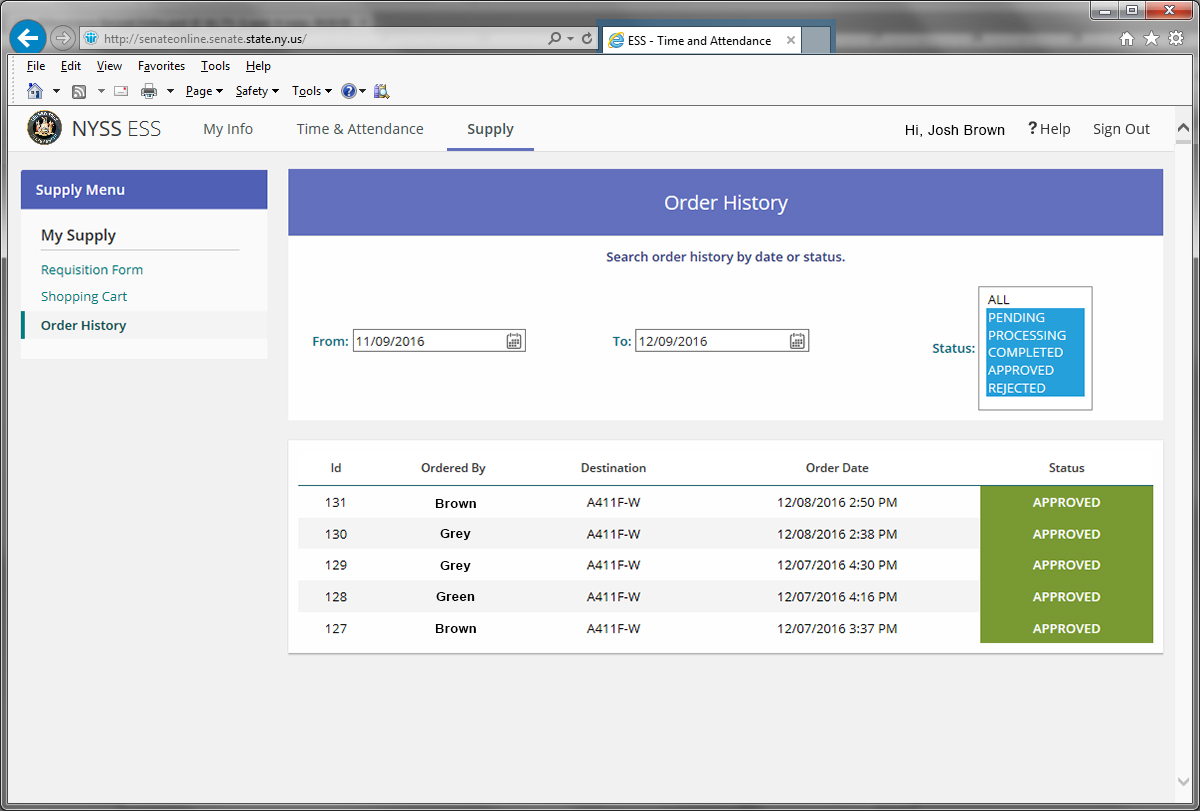 http://senateonline.senate.state.ny.us/
ESS - Time and Attendance
File Edit View Favorites Tools Help
Page Safety Tools
NYSS ESS My Info Time & Attendance Supply Hi, Josh Brown ? Help Sign Out
Supply Menu
My Supply
Requisition Form
Shopping Cart
Order History
Order History
Search order history by date or status.
From: 11/09/2016 To: 12/09/2016 Status:
ALL
PENDING
PROCESSING
COMPLETED
APPROVED
REJECTED
Id Ordered By Destination Order Date Status
131 Brown A411F-W 12/08/2016 2:50 PM APPROVED
130 Grey A411F-W 12/08/2016 2:38 PM APPROVED
129 Grey A411F-W 12/07/2016 4:30 PM APPROVED
128 Green A411F-W 12/07/2016 4:16 PM APPROVED
127 Brown A411F-W 12/07/2016 3:37 PM APPROVED